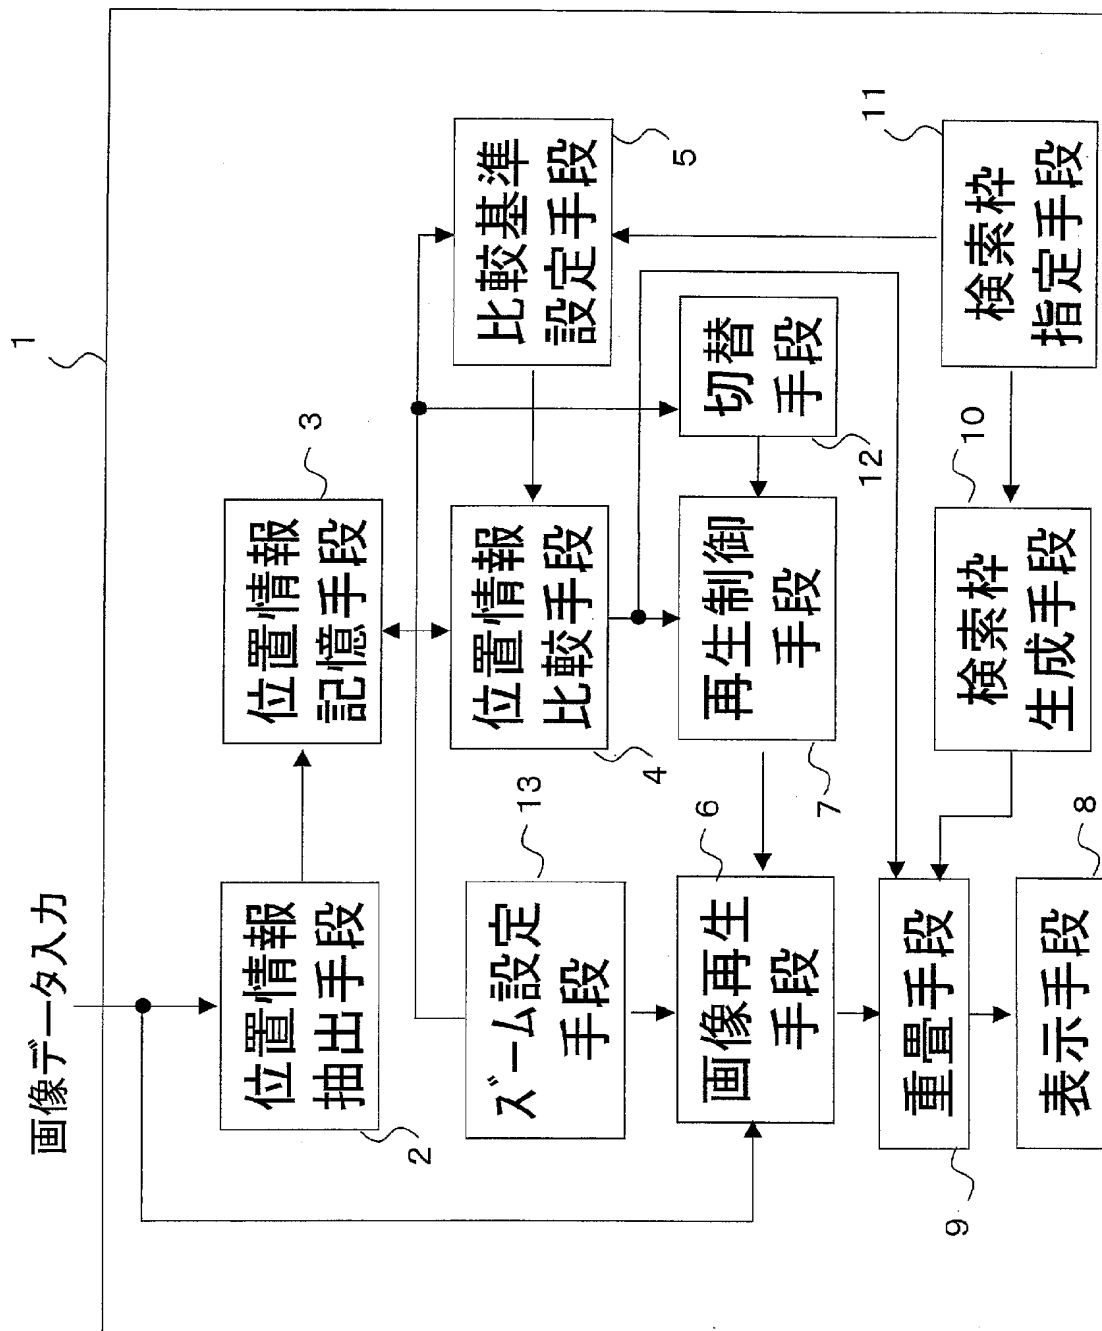 画像データ入力
1
位置情報
抽出手段
2
位置情報
記憶手段
3
ズーム設定
手段
13
位置情報
比較手段
4
比較基準
設定手段
5
画像再生
手段
6
再生制御
手段
7
切替
手段
12
重畳手段
9
検索枠
生成手段
10
検索枠
指定手段
11
表示手段
8